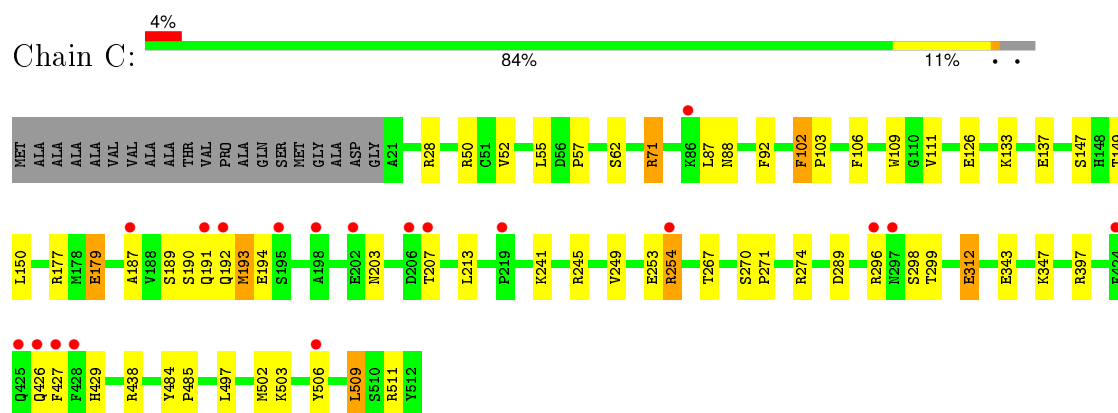 4%
Chain C:
84% 11% • •
MET ALA ALA ALA ALA VAL VAL ALA ALA THR VAL PRO ALA GLN SER MET GLY ALA ASP GLY A21 R28 R50 C51 V52 L55 D56 P57 S62 R71 K86 L87 N88 F92 F102 P103 F106 W109 G110 V111 E126 K133 E137 S147 H148 T149
L150 R177 M178 E179 A187 V188 S189 S190 Q191 Q192 M193 E194 S195 A198 E202 N203 D206 T207 L213 P219 K241 R245 V249 E253 R254 T267 S270 P271 R274 D289 R296 N297 S298 T299 E312 E343 K347 R397
Q425 Q426 F427 F428 H429 R438 Y484 P485 L497 M502 K503 Y506 L509 S510 R511 Y512